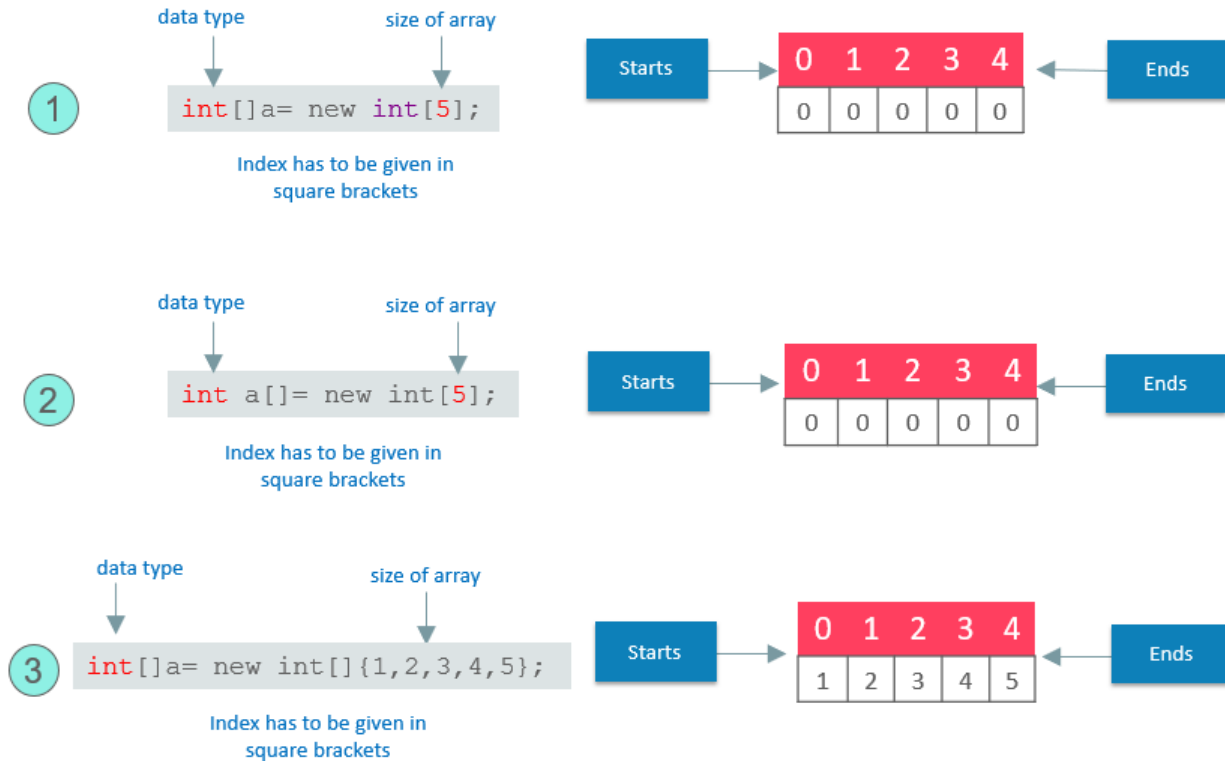 data type
size of array
1
int[]a= new int[5];
Index has to be given in
square brackets
Starts
0 1 2 3 4
0 0 0 0 0
Ends
data type
size of array
2
int a[]= new int[5];
Index has to be given in
square brackets
Starts
0 1 2 3 4
0 0 0 0 0
Ends
data type
size of array
3
int[]a= new int[]{1,2,3,4,5};
Index has to be given in
square brackets
Starts
0 1 2 3 4
1 2 3 4 5
Ends